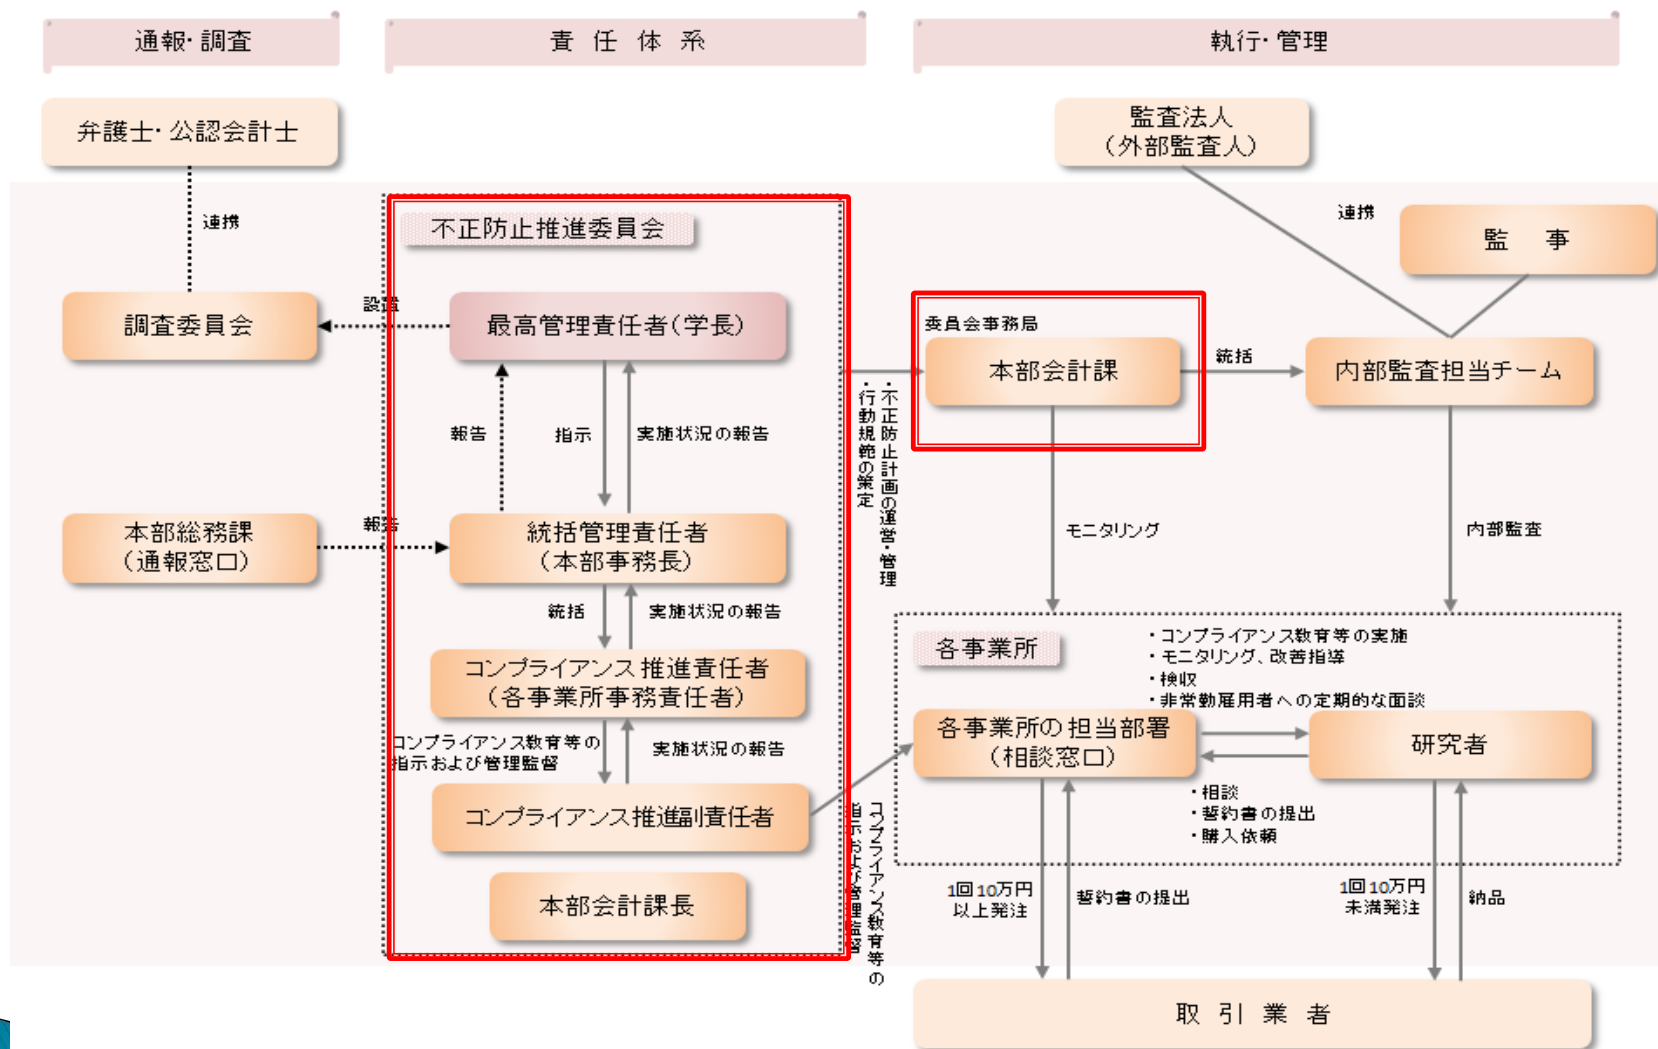 通報・調査
責任体系
執行・管理
弁護士・公認会計士
監査法人
（外部監査人）
連携
不正防止推進委員会
連携
監　事
調査委員会
設置
最高管理責任者（学長）
委員会事務局
本部会計課
統括
内部監査担当チーム
報告
指示
実施状況の報告
・不正防止計画の運営・管理
・行動規範の策定
本部総務課
（通報窓口）
報告
統括管理責任者
（本部事務長）
モニタリング
内部監査
統括
実施状況の報告
各事業所
・コンプライアンス教育等の実施
・モニタリング、改善指導
・検収
・非常勤雇用者への定期的な面談
コンプライアンス推進責任者
（各事業所事務責任者）
コンプライアンス教育等の
指示および管理監督
実施状況の報告
各事業所の担当部署
（相談窓口）
研究者
コンプライアンス推進副責任者
・相談
・誓約書の提出
・購入依頼
コンプライアンス教育等の
指示および管理監督
本部会計課長
1回10万円
以上発注
誓約書の提出
1回10万円
未満発注
納品
取引業者